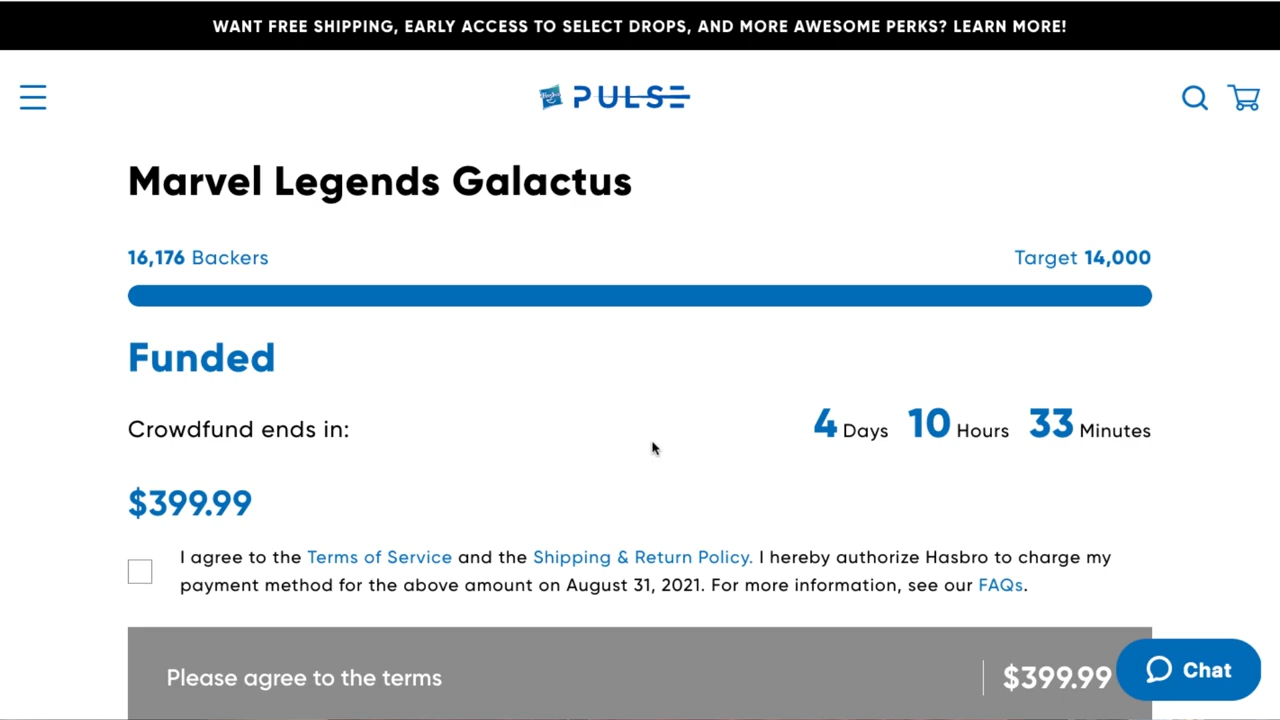 WANT FREE SHIPPING, EARLY ACCESS TO SELECT DROPS, AND MORE AWESOME PERKS? LEARN MORE!
Hasbro PULSE
Marvel Legends Galactus
16,176 Backers Target 14,000
Funded
Crowdfund ends in: 4 Days 10 Hours 33 Minutes
$399.99
I agree to the Terms of Service and the Shipping & Return Policy. I hereby authorize Hasbro to charge my
payment method for the above amount on August 31, 2021. For more information, see our FAQs.
Please agree to the terms $399.99
Chat